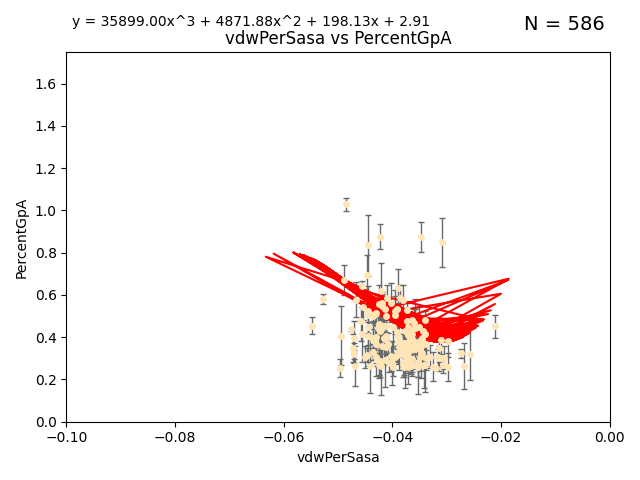 y = 35899.00x^3 + 4871.88x^2 + 198.13x + 2.91
N = 586
vdwPerSasa vs PercentGpA
PercentGpA
1.6
1.4
1.2
1.0
0.8
0.6
0.4
0.2
0.0
−0.10 −0.08 −0.06 −0.04 −0.02 0.00
vdwPerSasa